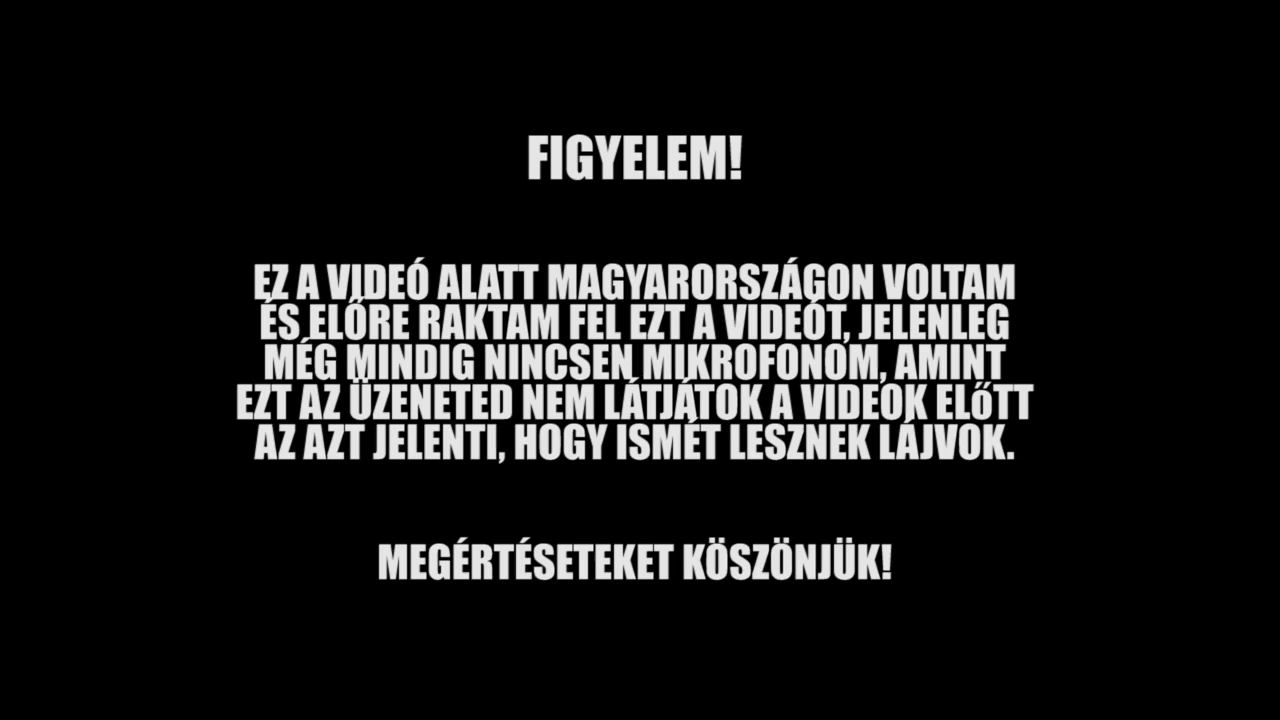 FIGYELEM!
EZ A VIDEÓ ALATT MAGYARORSZÁGON VOLTAM
ÉS ELŐRE RAKTAM FEL EZT A VIDEÓT, JELENLEG
MÉG MINDIG NINCSEN MIKROFONOM, AMINT
EZT AZ ÜZENETED NEM LÁTJÁTOK A VIDEÓK ELŐTT
AZ AZT JELENTI, HOGY ISMÉT LESZNEK LÁJVOK.
MEGÉRTÉSETEKET KÖSZÖNJÜK!